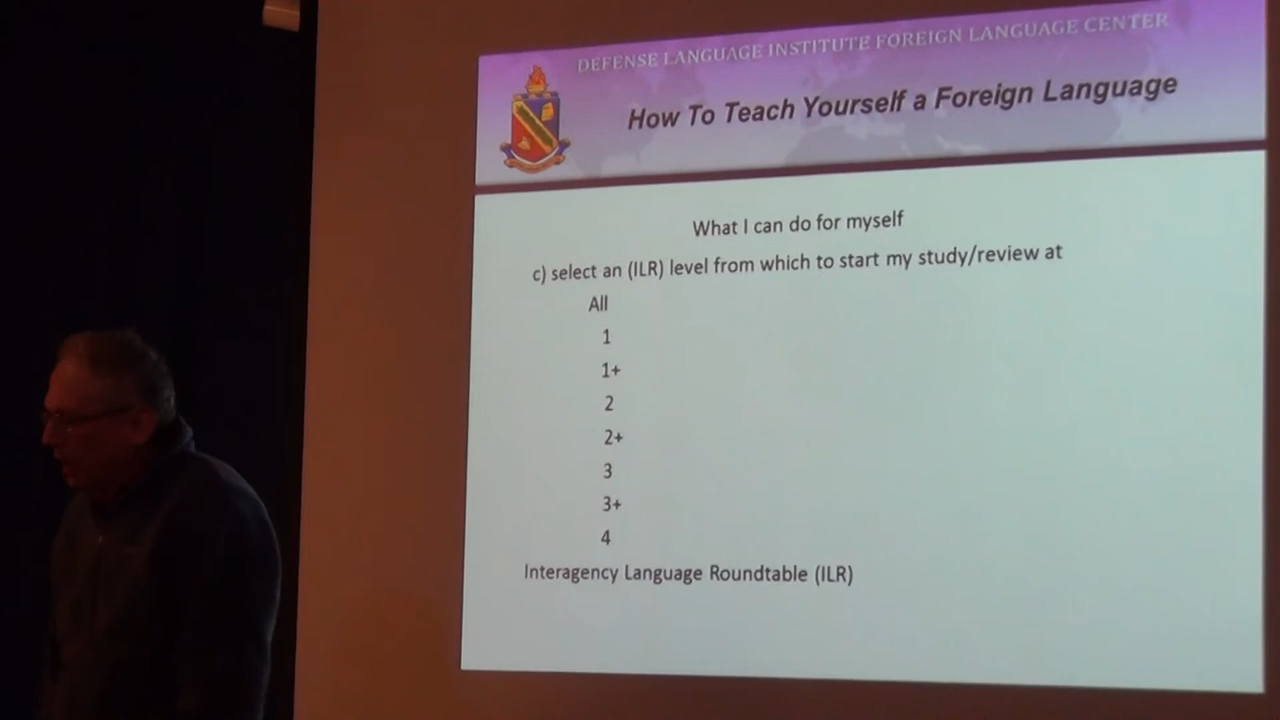 DEFENSE LANGUAGE INSTITUTE FOREIGN LANGUAGE CENTER
How To Teach Yourself a Foreign Language
What I can do for myself
c) select an (ILR) level from which to start my study/review at
All
1
1+
2
2+
3
3+
4
Interagency Language Roundtable (ILR)